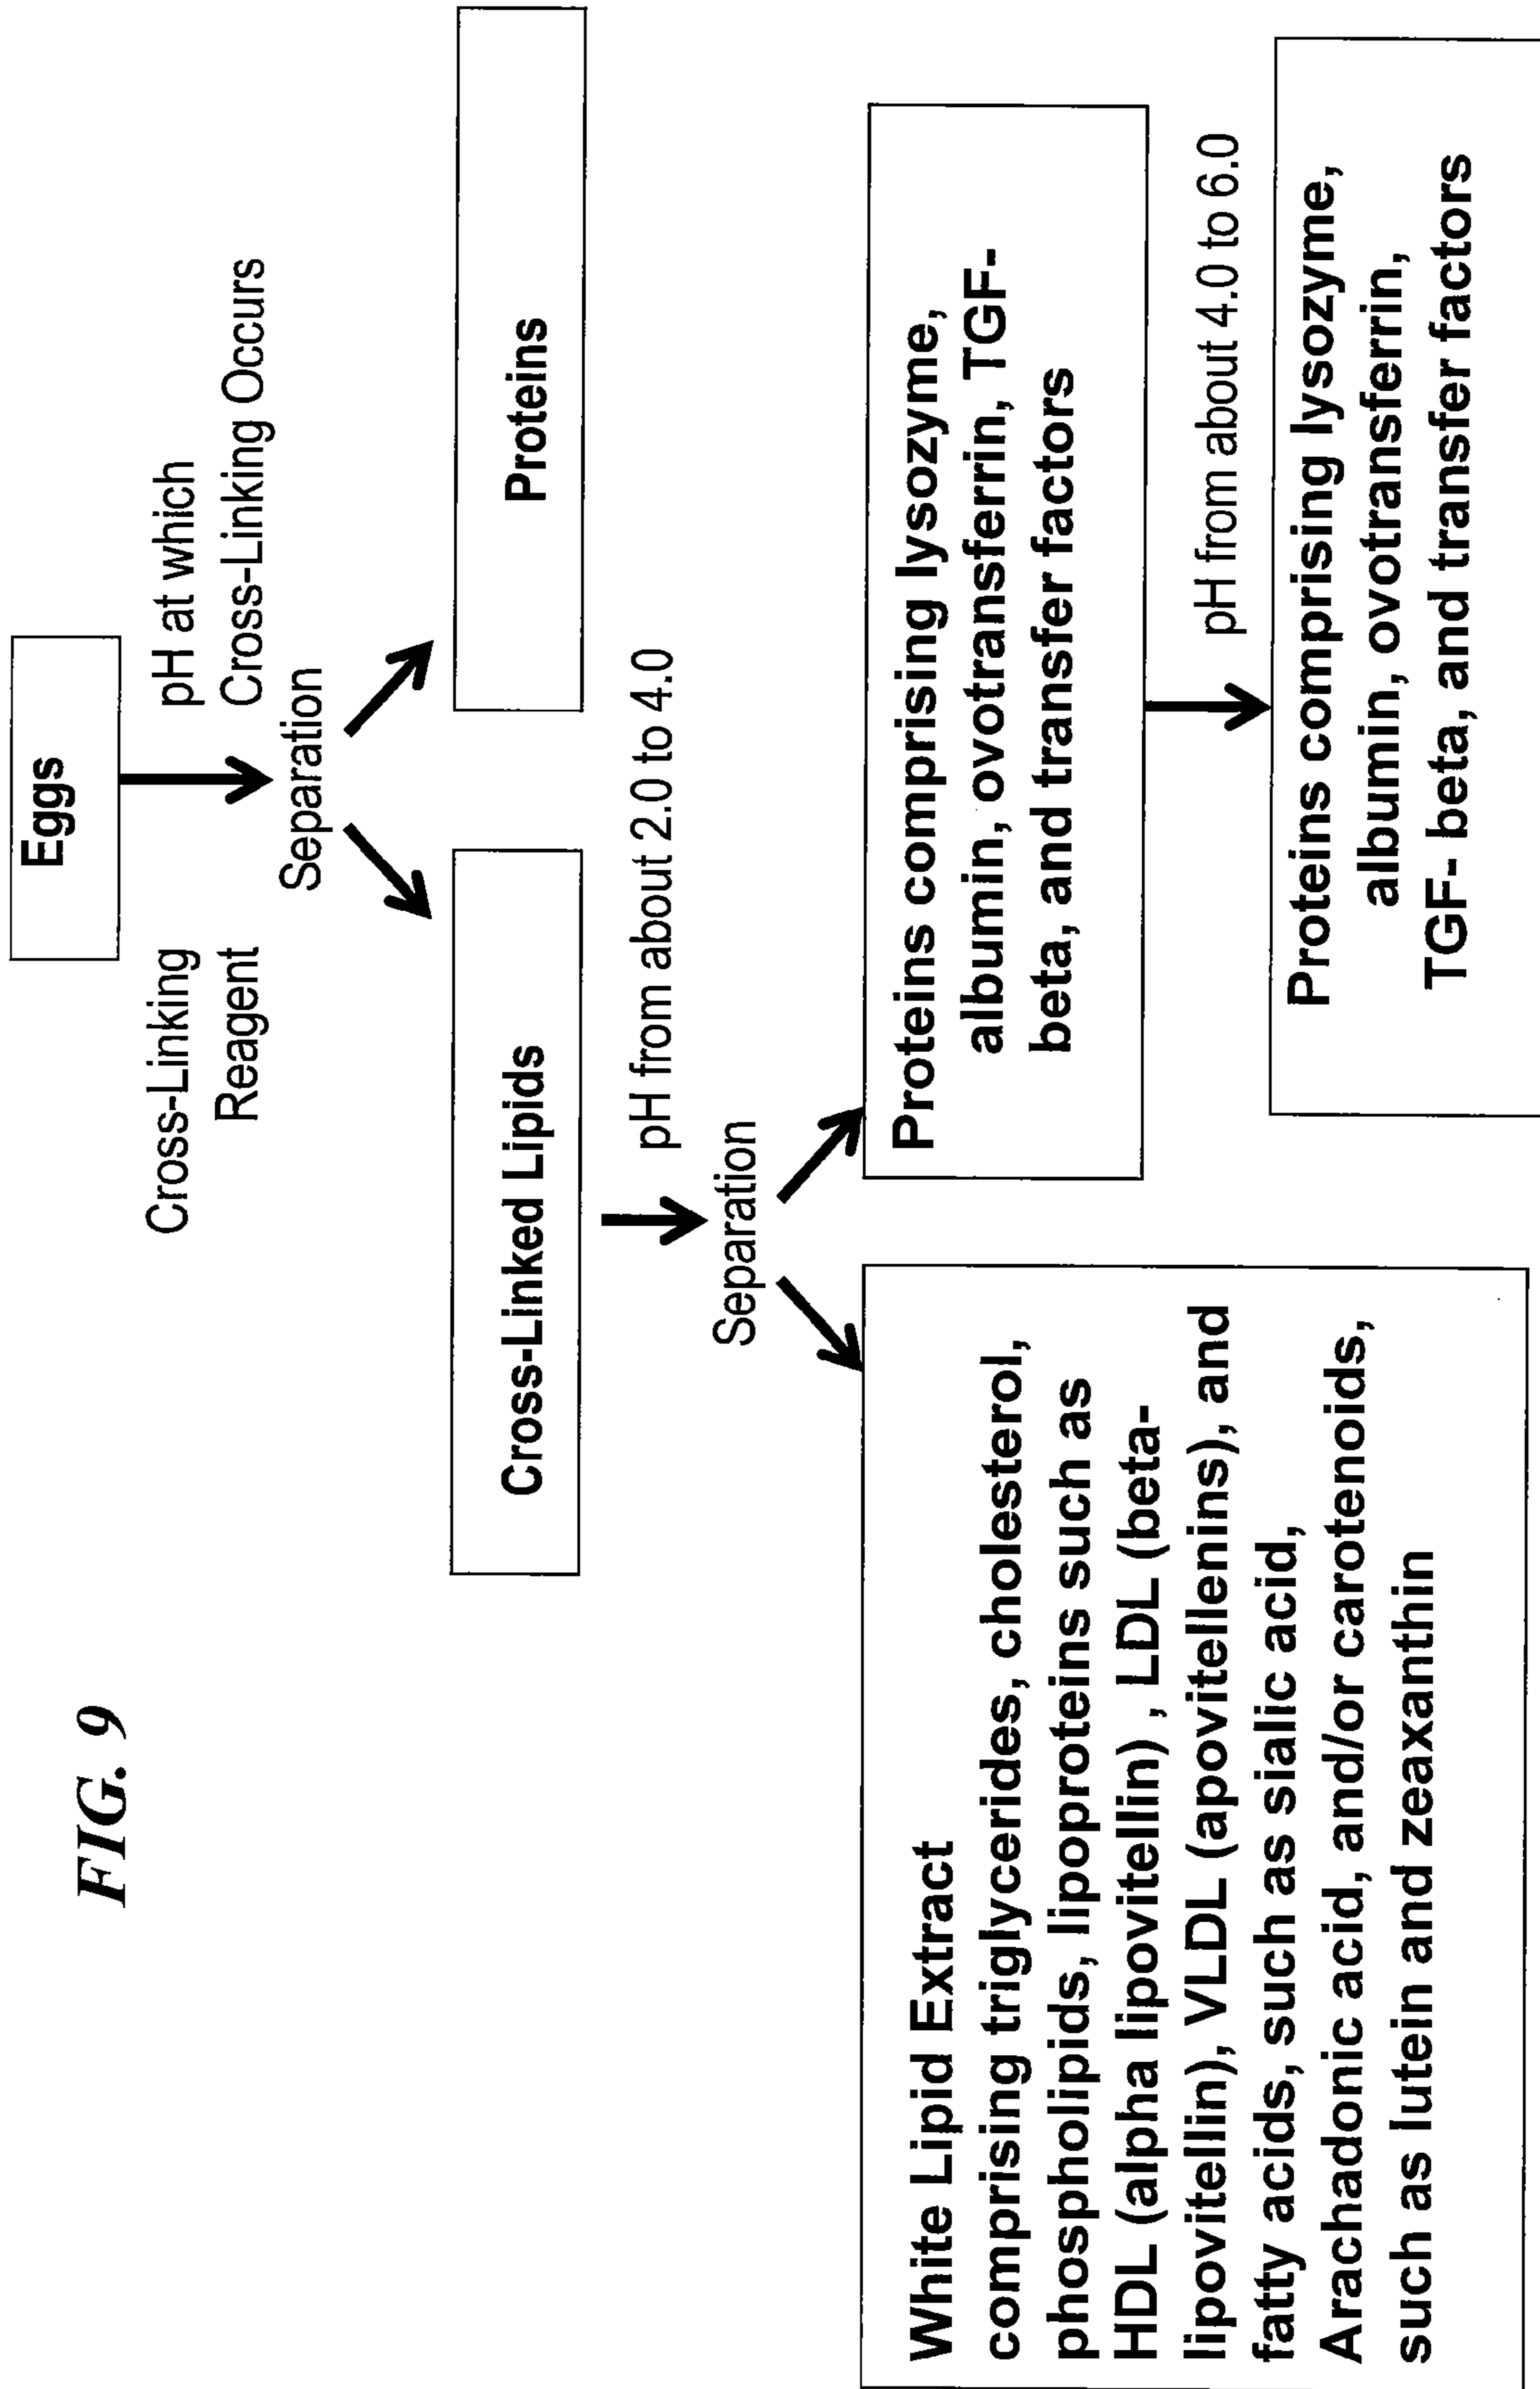 FIG. 9
Eggs
Cross-Linking
Reagent
pH at which
Cross-Linking Occurs
Separation
Cross-Linked Lipids
Proteins
pH from about 2.0 to 4.0
Separation
White Lipid Extract
comprising triglycerides, cholesterol,
phospholipids, lipoproteins such as
HDL (alpha lipovitellin) , LDL (beta-
lipovitellin), VLDL (apovitellenins), and
fatty acids, such as sialic acid,
Arachadonic acid, and/or carotenoids,
such as lutein and zeaxanthin
Proteins comprising lysozyme,
albumin, ovotransferrin, TGF-
beta, and transfer factors
pH from about 4.0 to 6.0
Proteins comprising lysozyme,
albumin, ovotransferrin,
TGF- beta, and transfer factors